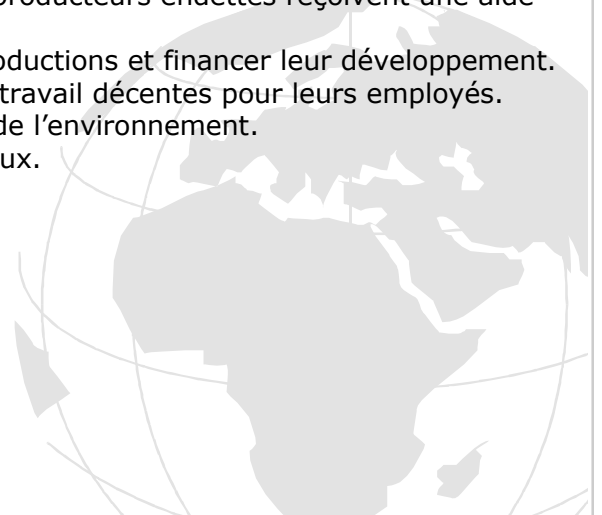 producteurs endettés reçoivent une aide
oductions et financer leur développement.
travail décentes pour leurs employés.
de l'environnement.
ux.